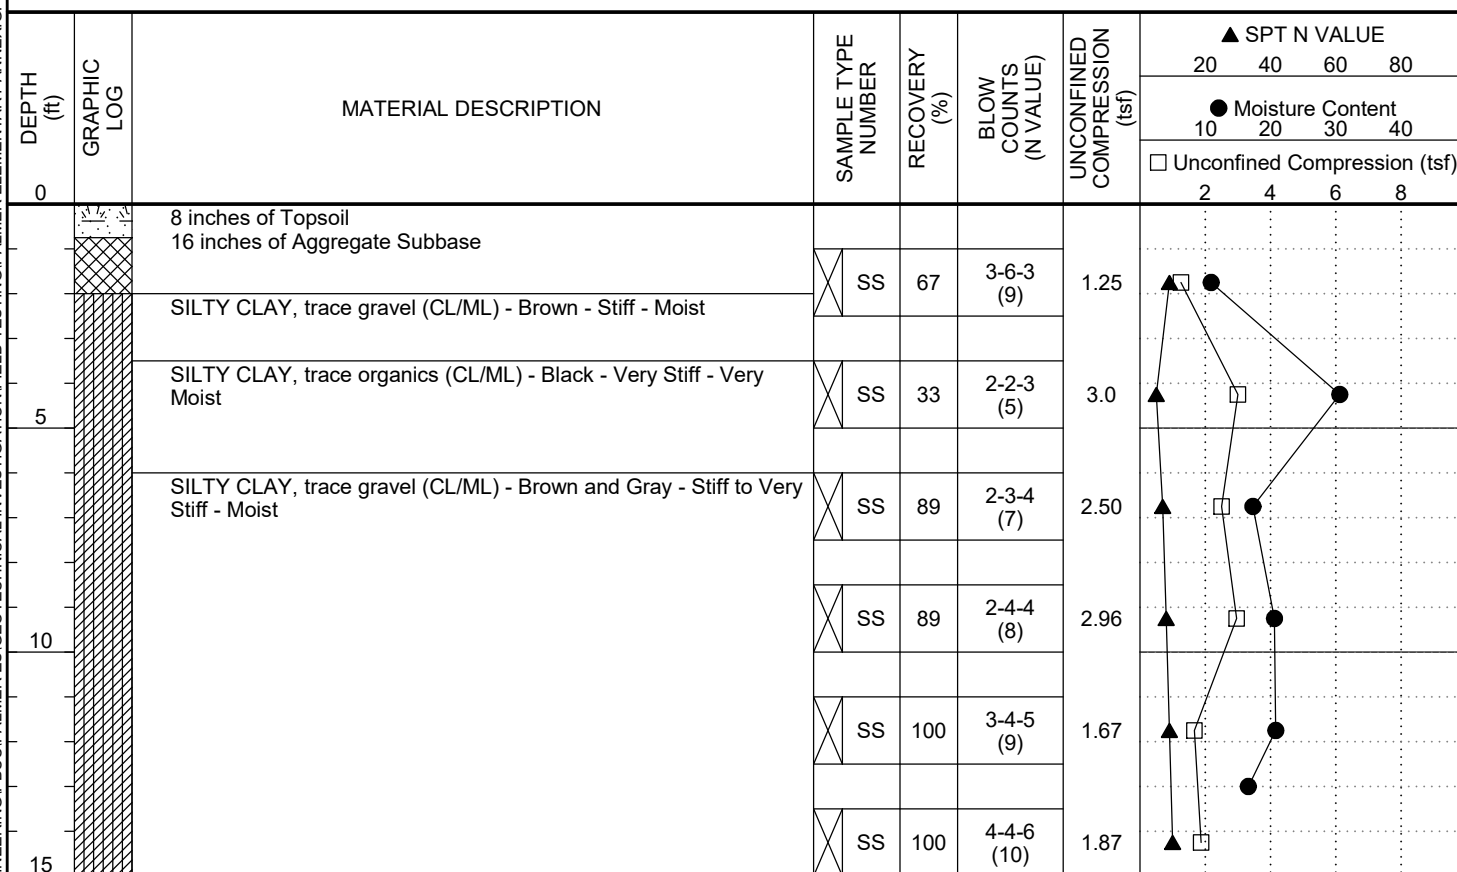 DEPTH
(ft)
GRAPHIC
LOG
MATERIAL DESCRIPTION
SAMPLE TYPE
NUMBER
RECOVERY
(%)
BLOW
COUNTS
(N VALUE)
UNCONFINED
COMPRESSION
(tsf)
▲ SPT N VALUE
20 40 60 80
● Moisture Content
10 20 30 40
□ Unconfined Compression (tsf)
2 4 6 8
0
8 inches of Topsoil
16 inches of Aggregate Subbase
SS 67 3-6-3
(9)
1.25
SILTY CLAY, trace gravel (CL/ML) - Brown - Stiff - Moist
SILTY CLAY, trace organics (CL/ML) - Black - Very Stiff - Very
Moist
SS 33 2-2-3
(5)
3.0
5
SILTY CLAY, trace gravel (CL/ML) - Brown and Gray - Stiff to Very
Stiff - Moist
SS 89 2-3-4
(7)
2.50
SS 89 2-4-4
(8)
2.96
10
SS 100 3-4-5
(9)
1.67
SS 100 4-4-6
(10)
1.87
15